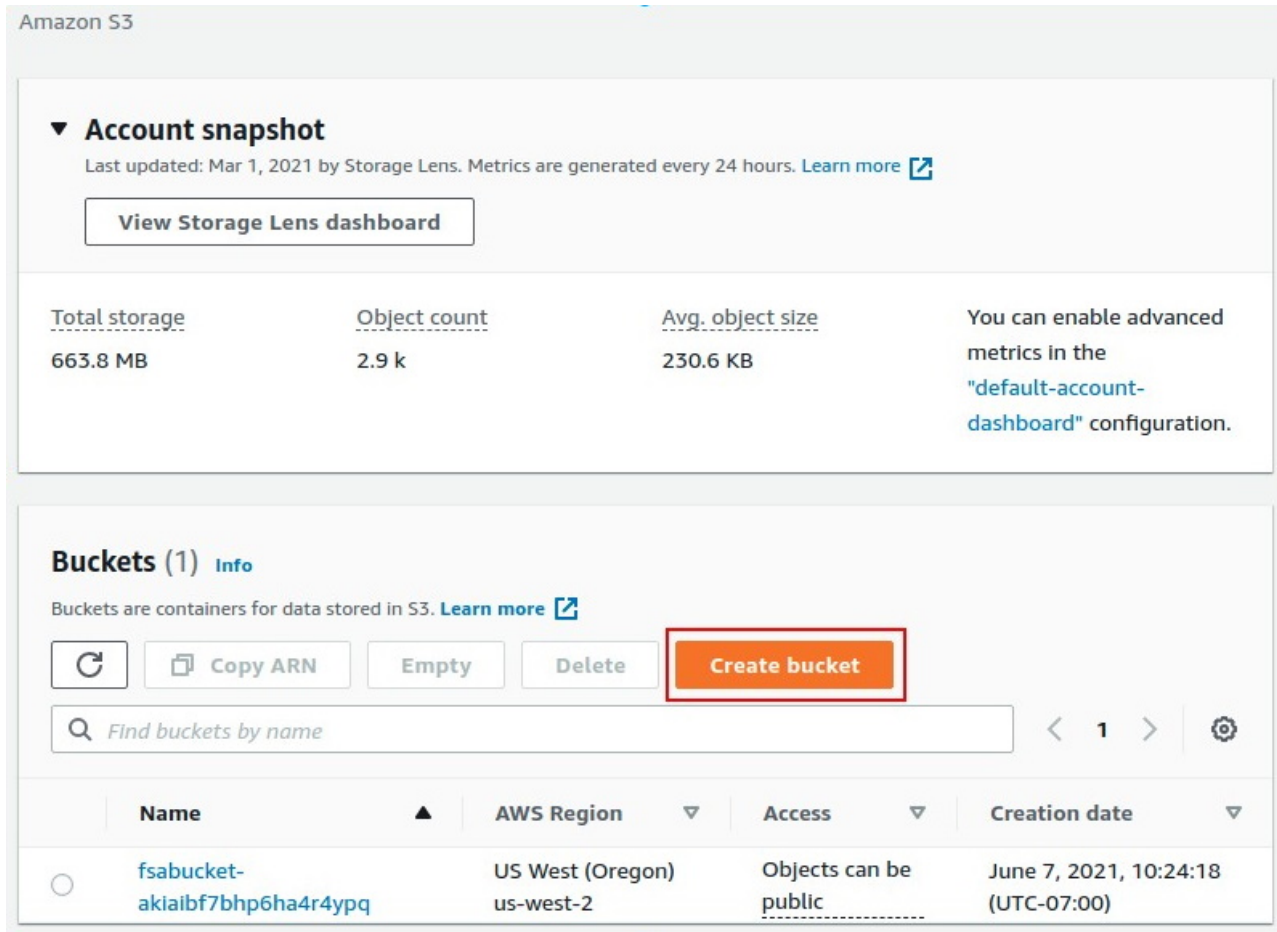 Amazon S3
Account snapshot
Last updated: Mar 1, 2021 by Storage Lens. Metrics are generated every 24 hours. Learn more
View Storage Lens dashboard
Total storage
663.8 MB
Object count
2.9 k
Avg. object size
230.6 KB
You can enable advanced
metrics in the
"default-account-
dashboard" configuration.
Buckets (1) Info
Buckets are containers for data stored in S3. Learn more
Copy ARN Empty Delete Create bucket
Find buckets by name 1
Name AWS Region Access Creation date
fsabucket-
akiaibf7bhp6ha4r4ypq
US West (Oregon)
us-west-2
Objects can be
public
June 7, 2021, 10:24:18
(UTC-07:00)